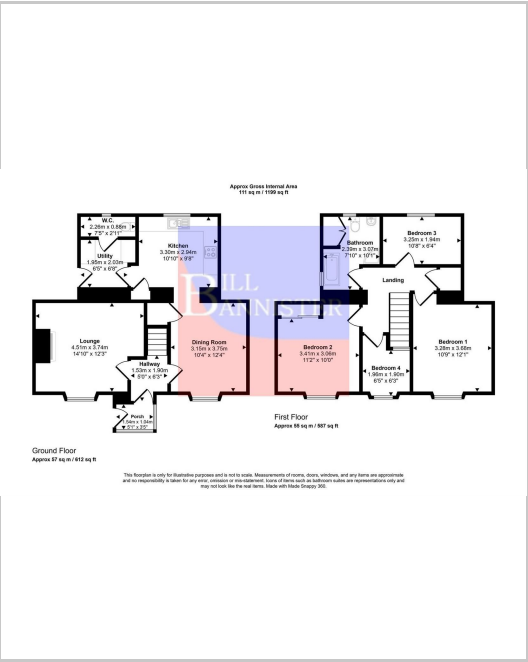 Approx Gross Internal Area
111 sq m / 1199 sq ft
W.C.
2.26m x 0.88m
7'5" x 2'11"
Utility
1.95m x 2.03m
6'5" x 6'8"
Kitchen
3.30m x 2.94m
10'10" x 9'8"
Lounge
4.51m x 3.74m
14'10" x 12'3"
Hallway
1.53m x 1.90m
5'0" x 6'3"
Dining Room
3.15m x 3.75m
10'4" x 12'4"
Porch
1.54m x 1.04m
5'1" x 3'5"
Ground Floor
Approx 57 sq m / 612 sq ft
Bathroom
2.39m x 3.07m
7'10" x 10'1"
Bedroom 3
3.25m x 1.94m
10'8" x 6'4"
Landing
Bedroom 2
3.41m x 3.06m
11'2" x 10'0"
Bedroom 4
1.96m x 1.90m
6'5" x 6'3"
Bedroom 1
3.28m x 3.68m
10'9" x 12'1"
First Floor
Approx 55 sq m / 587 sq ft
BILL
BANNISTER
This floorplan is only for illustrative purposes and is not to scale. Measurements of rooms, doors, windows, and any items are approximate
and no responsibility is taken for any error, omission or mis-statement. Icons of items such as bathroom suites are representations only and
may not look like the real items. Made with Made Snappy 360.